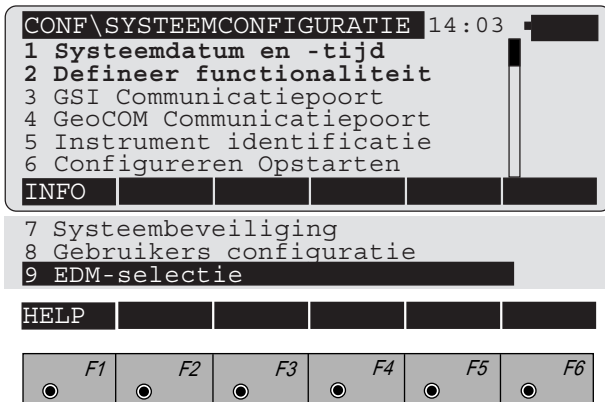 CONF\SYSTEEMCONFIGURATIE 14:03
1 Systeemdatum en -tijd
2 Defineer functionaliteit
3 GSI Communicatiepoort
4 GeoCOM Communicatiepoort
5 Instrument identificatie
6 Configureren Opstarten
INFO
7 Systeembeveiliging
8 Gebruikers configuratie
9 EDM-selectie
HELP
F1 F2 F3 F4 F5 F6